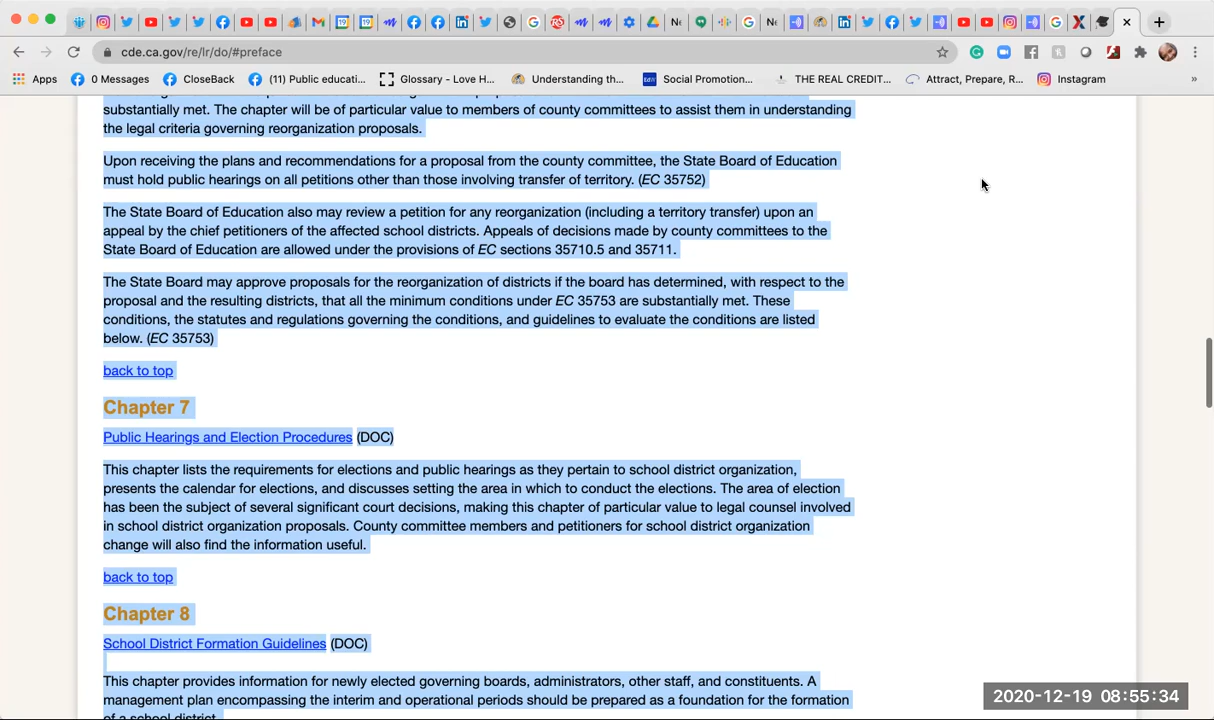 cde.ca.gov/re/lr/do/#preface
Apps
0 Messages
CloseBack
(11) Public educati...
Glossary - Love H...
Understanding th...
Social Promotion...
THE REAL CREDIT...
Attract, Prepare, R...
Instagram
»
substantially met. The chapter will be of particular value to members of county committees to assist them in understanding
the legal criteria governing reorganization proposals.
Upon receiving the plans and recommendations for a proposal from the county committee, the State Board of Education
must hold public hearings on all petitions other than those involving transfer of territory. (EC 35752)
The State Board of Education also may review a petition for any reorganization (including a territory transfer) upon an
appeal by the chief petitioners of the affected school districts. Appeals of decisions made by county committees to the
State Board of Education are allowed under the provisions of EC sections 35710.5 and 35711.
The State Board may approve proposals for the reorganization of districts if the board has determined, with respect to the
proposal and the resulting districts, that all the minimum conditions under EC 35753 are substantially met. These
conditions, the statutes and regulations governing the conditions, and guidelines to evaluate the conditions are listed
below. (EC 35753)
back to top
Chapter 7
Public Hearings and Election Procedures (DOC)
This chapter lists the requirements for elections and public hearings as they pertain to school district organization,
presents the calendar for elections, and discusses setting the area in which to conduct the elections. The area of election
has been the subject of several significant court decisions, making this chapter of particular value to legal counsel involved
in school district organization proposals. County committee members and petitioners for school district organization
change will also find the information useful.
back to top
Chapter 8
School District Formation Guidelines (DOC)
This chapter provides information for newly elected governing boards, administrators, other staff, and constituents. A
management plan encompassing the interim and operational periods should be prepared as a foundation for the formation
of a school district.
2020-12-19 08:55:34